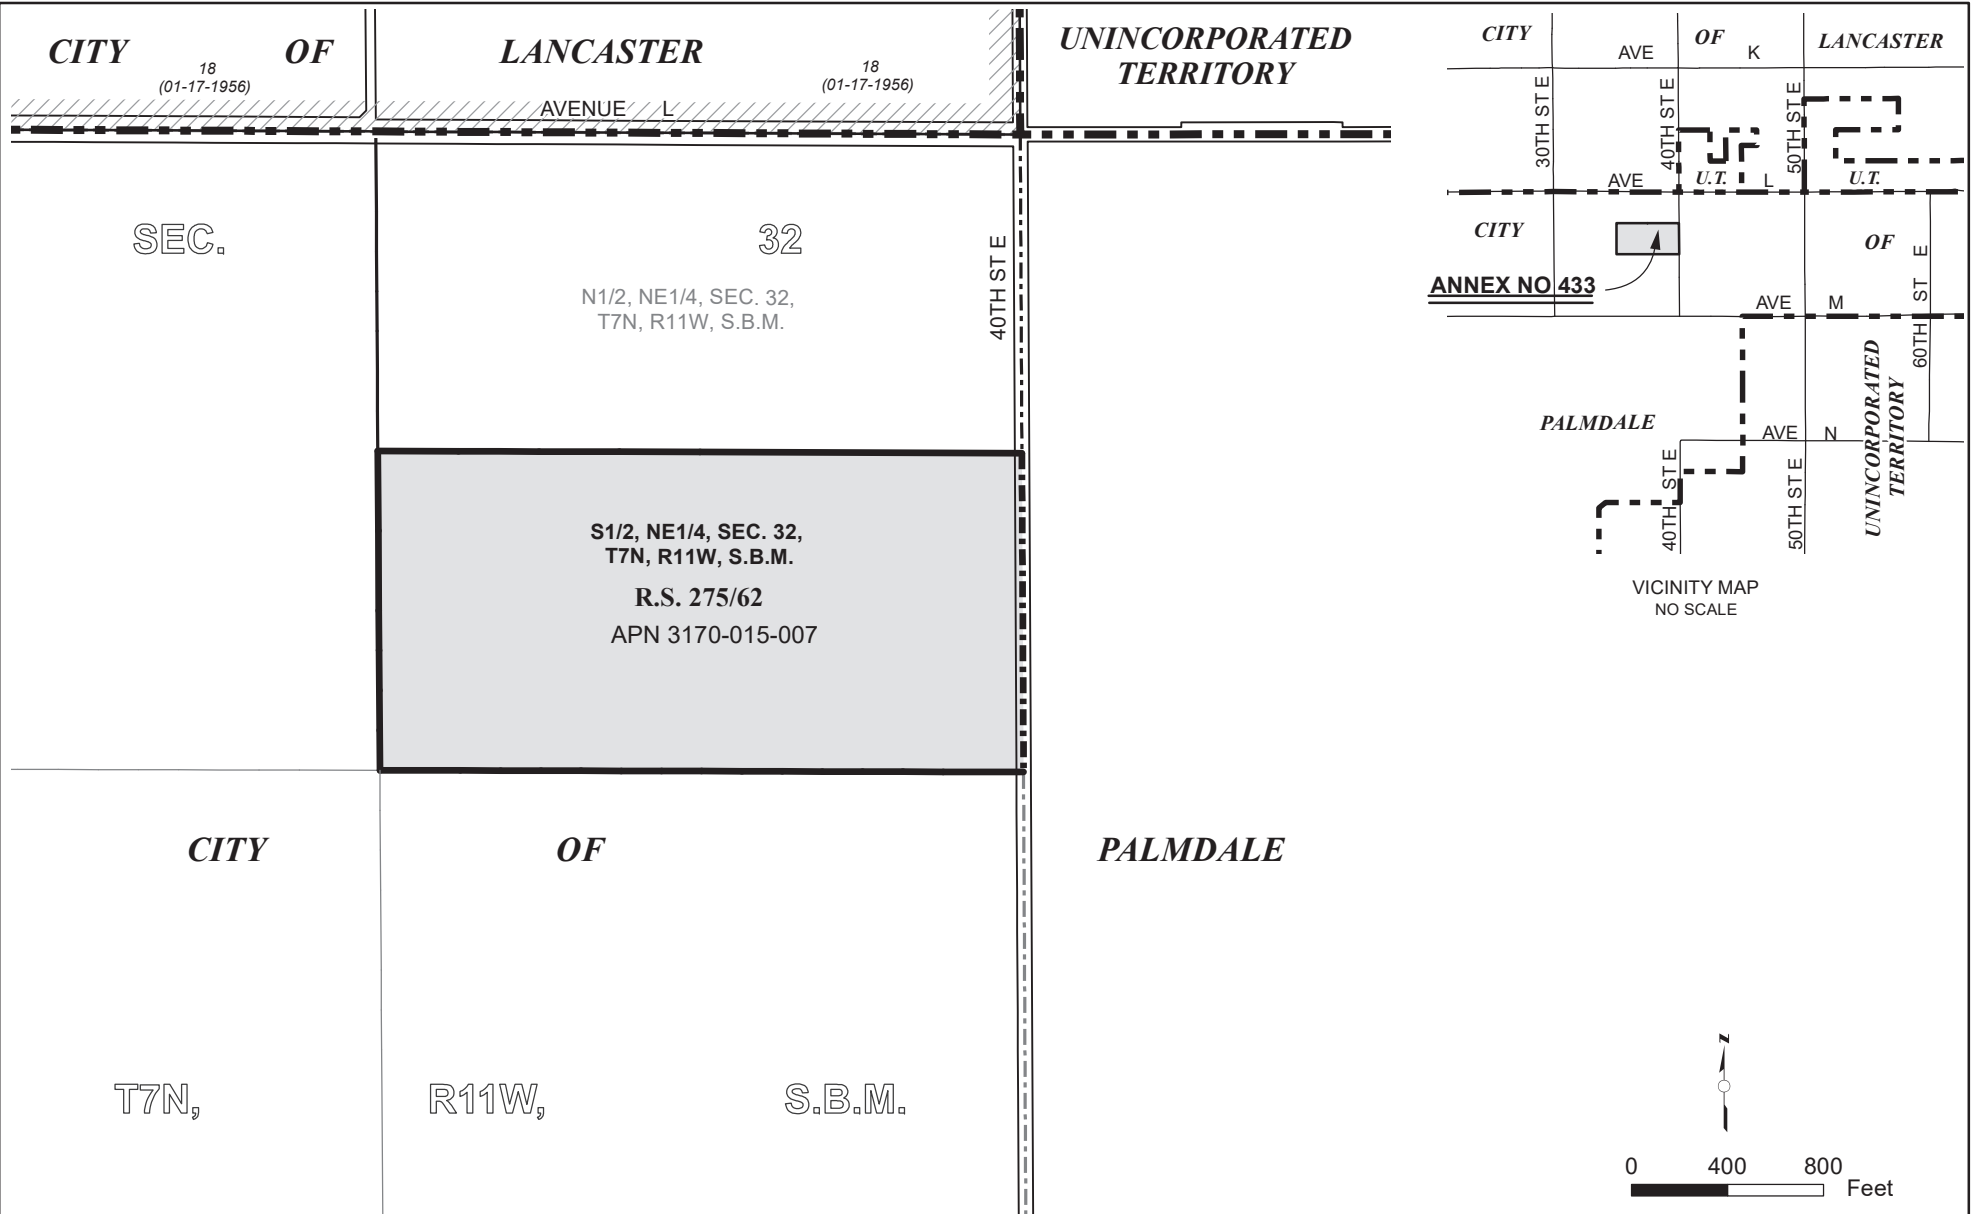 CITY OF LANCASTER
18
(01-17-1956)
18
(01-17-1956)
AVENUE L
UNINCORPORATED
TERRITORY
SEC. 32
N1/2, NE1/4, SEC. 32,
T7N, R11W, S.B.M.
40TH ST E
S1/2, NE1/4, SEC. 32,
T7N, R11W, S.B.M.
R.S. 275/62
APN 3170-015-007
CITY OF PALMDALE
T7N, R11W, S.B.M.
CITY OF LANCASTER
AVE K
30TH ST E
40TH ST E
50TH ST E
AVE L
U.T.
U.T.
CITY OF
60TH ST E
ANNEX NO 433
AVE M
PALMDALE
UNINCORPORATED
TERRITORY
AVE N
40TH ST E
50TH ST E
VICINITY MAP
NO SCALE
N
0 400 800
Feet